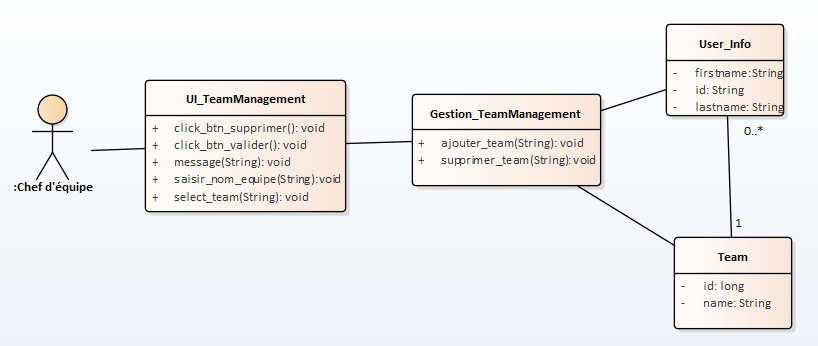 :Chef d'équipe
UI_TeamManagement
+ click_btn_supprimer(): void
+ click_btn_valider(): void
+ message(String): void
+ saisir_nom_equipe(String):void
+ select_team(String): void
Gestion_TeamManagement
+ ajouter_team(String): void
+ supprimer_team(String):void
User_Info
- firstname:String
- id: String
- lastname: String
0..*
1
Team
- id: long
- name: String